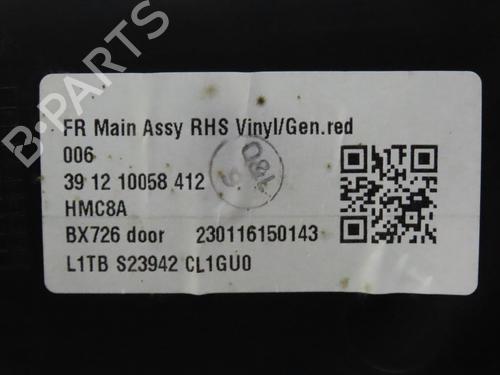 FR Main Assy RHS Vinyl/Gen.red
006
39 12 10058 412
HMC8A
BX726 door 230116150143
L1TB S23942 CL1GU0
B-PARTS